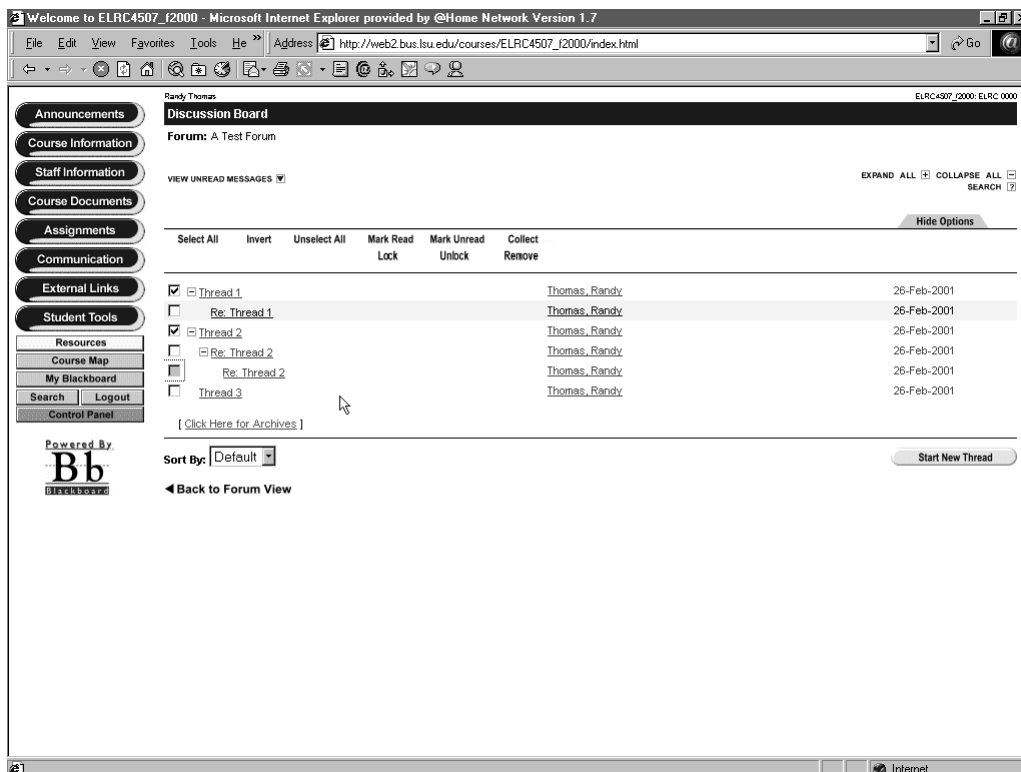 Welcome to ELRC4507_f2000 - Microsoft Internet Explorer provided by @Home Network Version 1.7
File Edit View Favorites Tools He » Address http://web2.bus.lsu.edu/courses/ELRC4507_f2000/index.html Go
Randy Thomas ELRC4507_f2000: ELRC 0000
Announcements
Course Information
Staff Information
Course Documents
Assignments
Communication
External Links
Student Tools
Resources
Course Map
My Blackboard
Search Logout
Control Panel
Powered By
Bb
Blackboard
Discussion Board
Forum: A Test Forum
VIEW UNREAD MESSAGES
EXPAND ALL + COLLAPSE ALL −
SEARCH ?
Hide Options
Select All Invert Unselect All Mark Read Mark Unread Collect
Lock Unlock Remove
Thread 1 Thomas, Randy 26-Feb-2001
Re: Thread 1 Thomas, Randy 26-Feb-2001
Thread 2 Thomas, Randy 26-Feb-2001
Re: Thread 2 Thomas, Randy 26-Feb-2001
Re: Thread 2 Thomas, Randy 26-Feb-2001
Thread 3 Thomas, Randy 26-Feb-2001
[ Click Here for Archives ]
Sort By: Default
Start New Thread
Back to Forum View
Internet